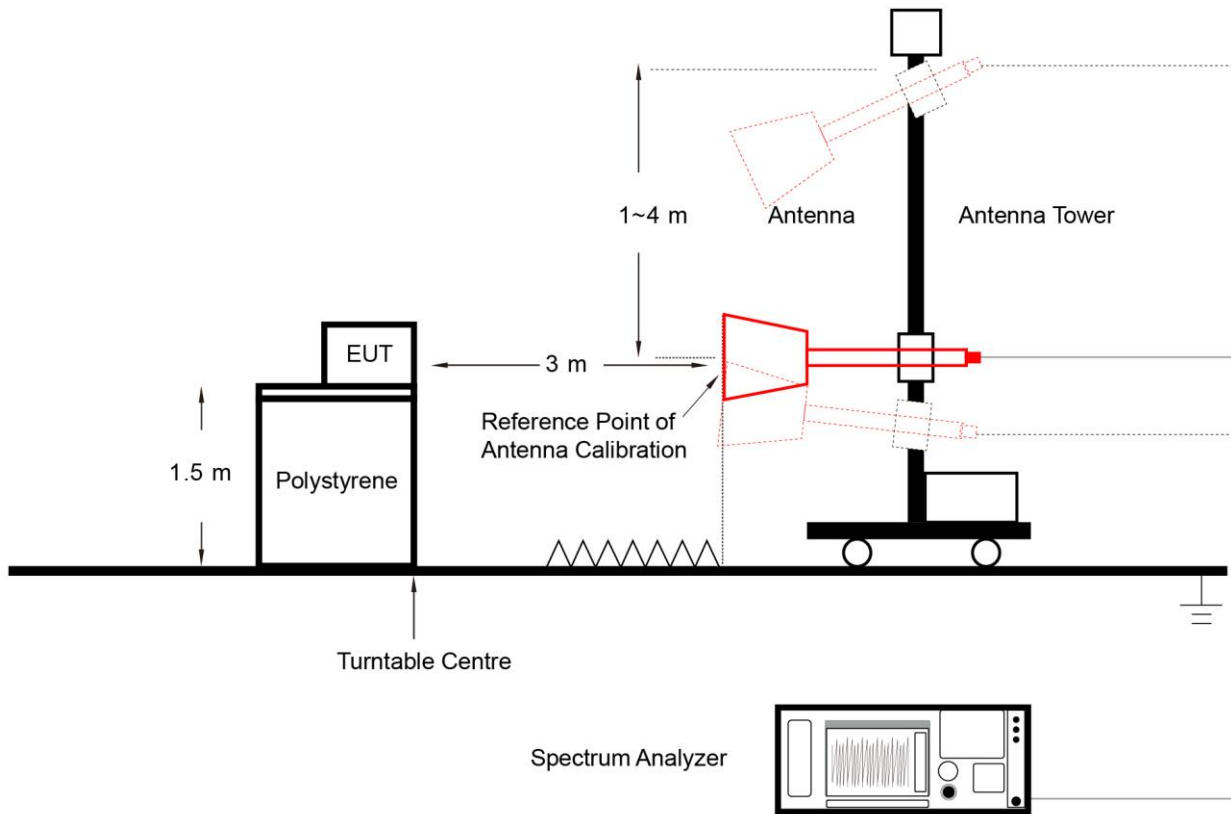 1~4 m
Antenna
Antenna Tower
EUT
3 m
Reference Point of
Antenna Calibration
1.5 m
Polystyrene
Turntable Centre
Spectrum Analyzer